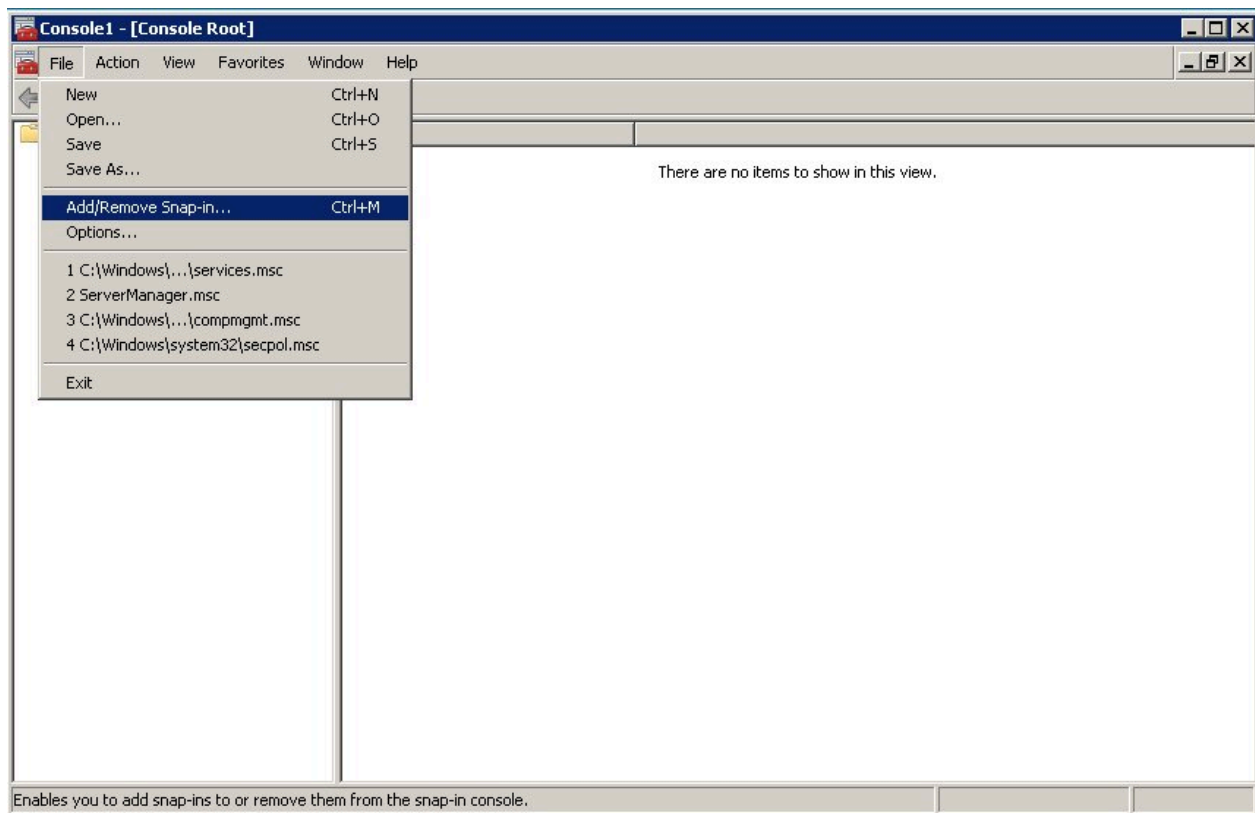 Console1 - [Console Root]
File Action View Favorites Window Help
New Ctrl+N
Open... Ctrl+O
Save Ctrl+S
Save As...
There are no items to show in this view.
Add/Remove Snap-in... Ctrl+M
Options...
1 C:\Windows\...\services.msc
2 ServerManager.msc
3 C:\Windows\...\compmgmt.msc
4 C:\Windows\system32\secpol.msc
Exit
Enables you to add snap-ins to or remove them from the snap-in console.